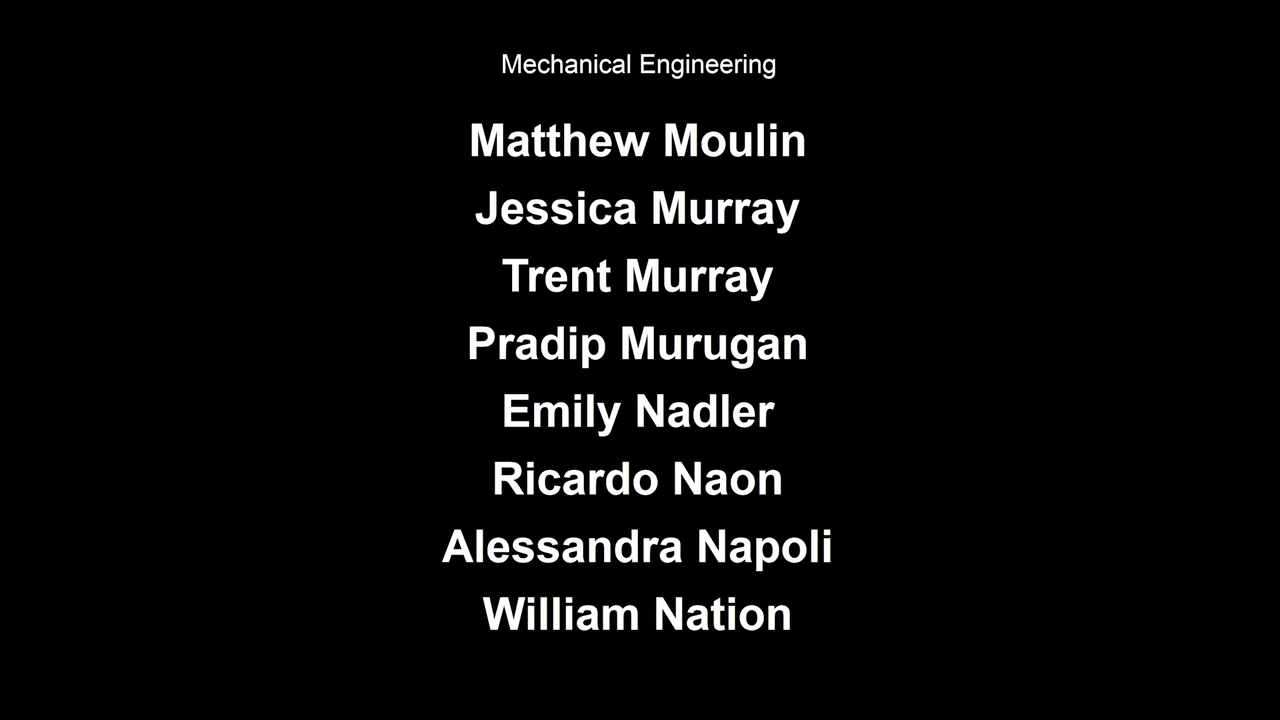 Mechanical Engineering
Matthew Moulin
Jessica Murray
Trent Murray
Pradip Murugan
Emily Nadler
Ricardo Naon
Alessandra Napoli
William Nation